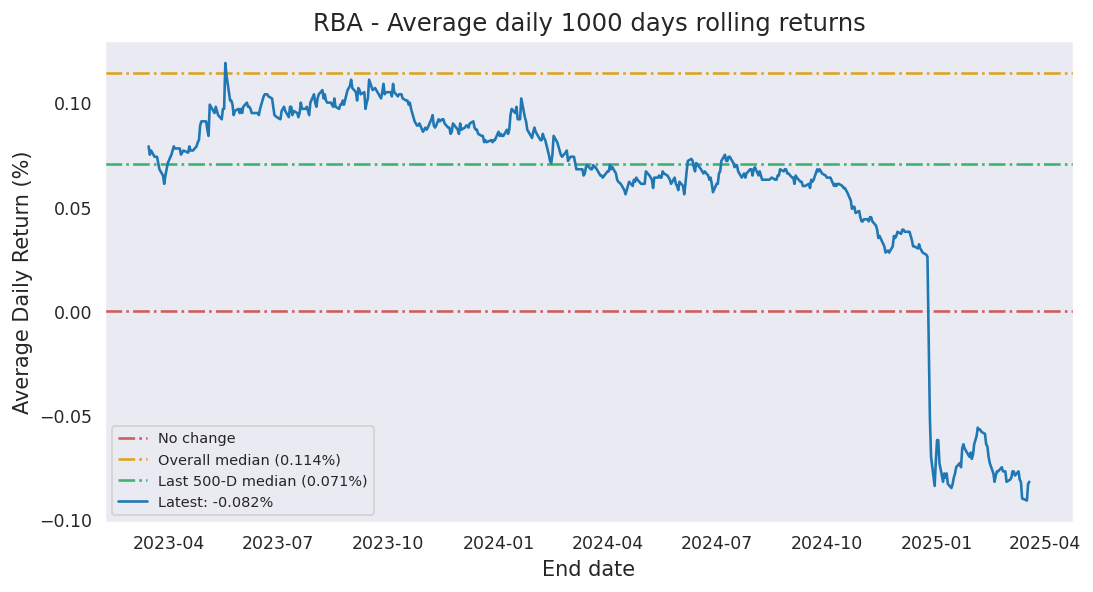 RBA - Average daily 1000 days rolling returns
Average Daily Return (%)
0.10
0.05
0.00
−0.05
−0.10
No change
Overall median (0.114%)
Last 500-D median (0.071%)
Latest: -0.082%
2023-04 2023-07 2023-10 2024-01 2024-04 2024-07 2024-10 2025-01 2025-04
End date